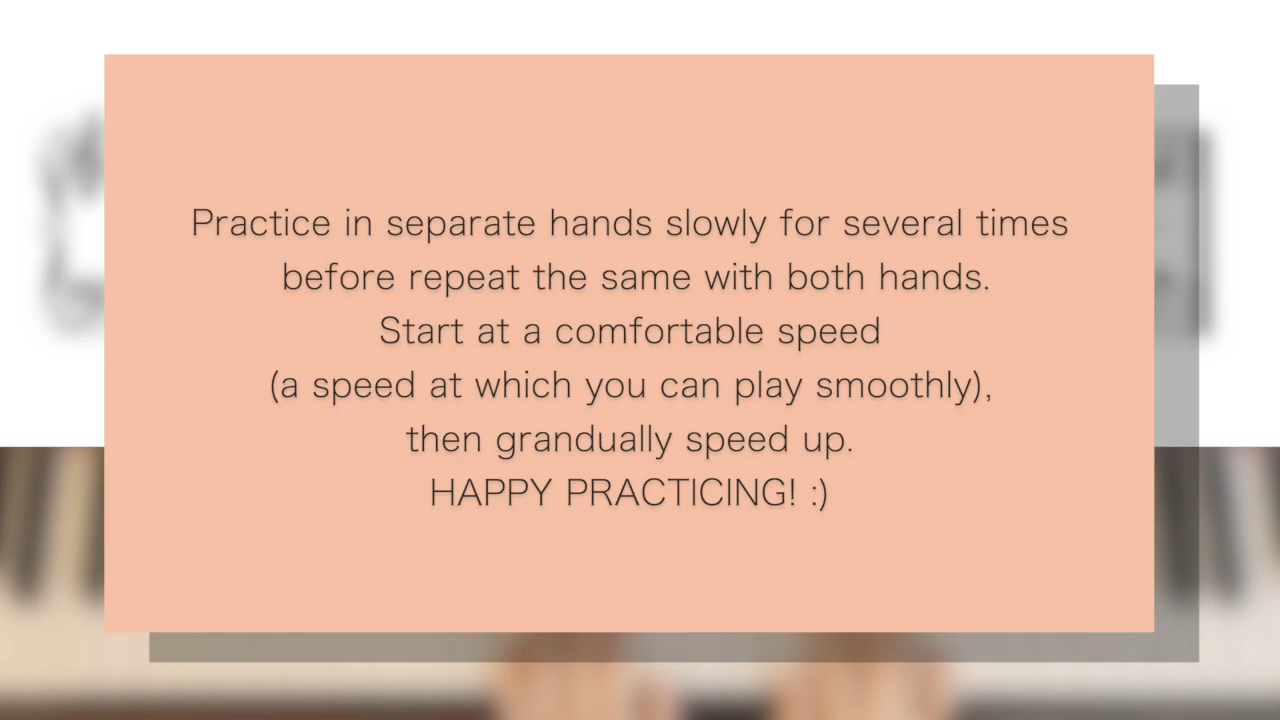 Practice in separate hands slowly for several times
before repeat the same with both hands.
Start at a comfortable speed
(a speed at which you can play smoothly),
then grandually speed up.
HAPPY PRACTICING! :)